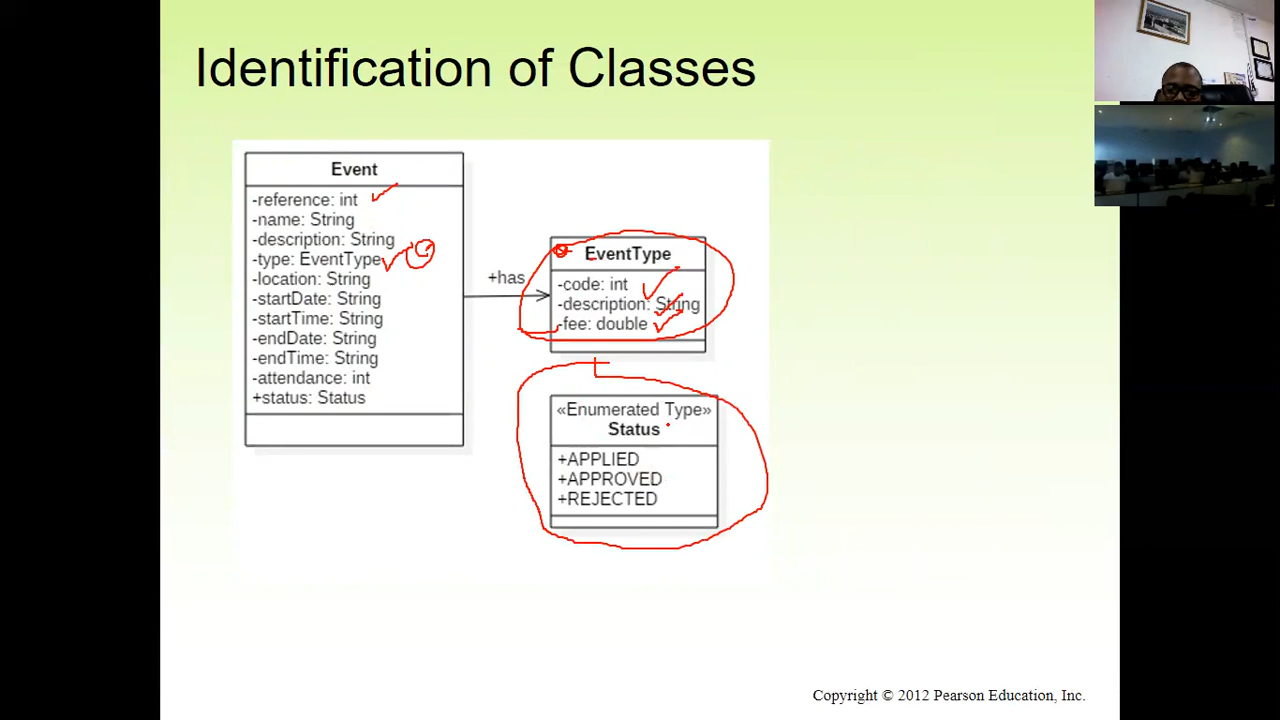 Identification of Classes
Event
-reference: int
-name: String
-description: String
-type: EventType
-location: String
-startDate: String
-startTime: String
-endDate: String
-endTime: String
-attendance: int
+status: Status
+has
EventType
-code: int
-description: String
-fee: double
«Enumerated Type»
Status
+APPLIED
+APPROVED
+REJECTED
Copyright © 2012 Pearson Education, Inc.